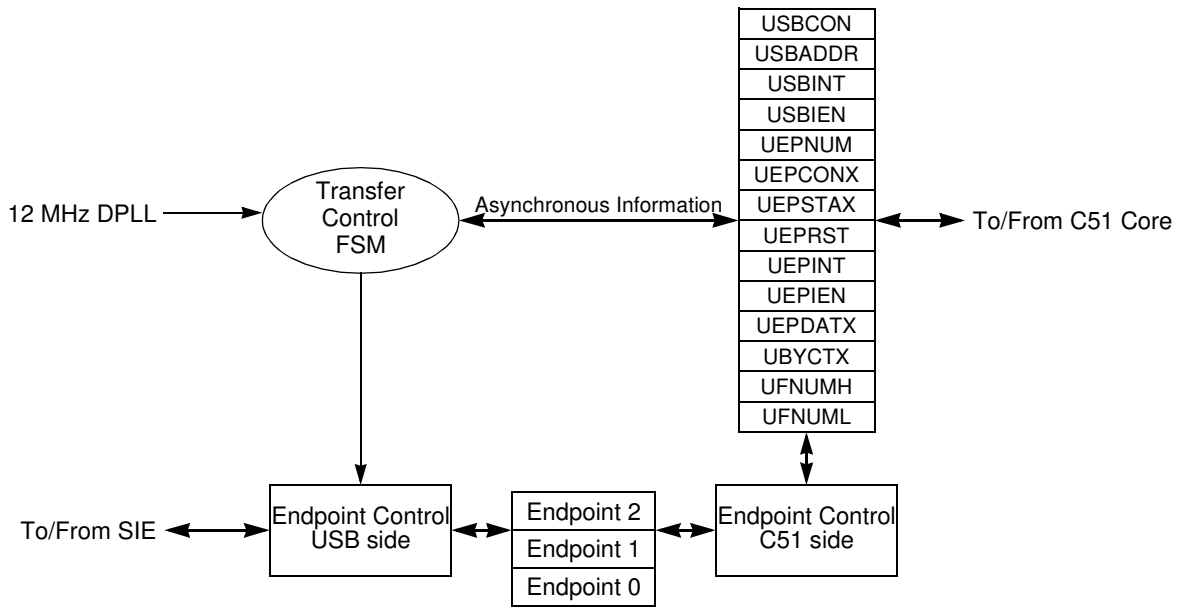 USBCON
USBADDR
USBINT
USBIEN
UEPNUM
UEPCONX
UEPSTAX
UEPRST
UEPINT
UEPIEN
UEPDATX
UBYCTX
UFNUMH
UFNUML
12 MHz DPLL
Transfer
Control
FSM
Asynchronous Information
To/From C51 Core
To/From SIE
Endpoint Control
USB side
Endpoint 2
Endpoint 1
Endpoint 0
Endpoint Control
C51 side